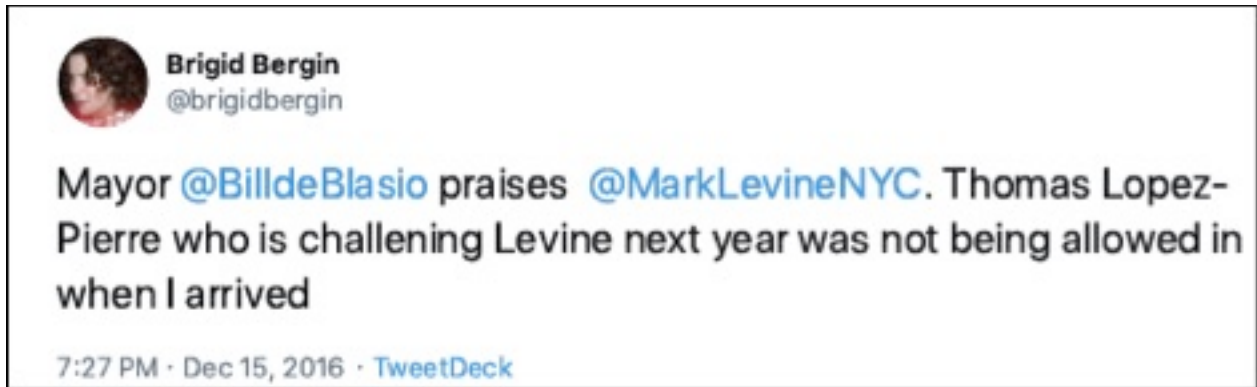 Brigid Bergin
@brigidbergin
Mayor @BilldeBlasio praises @MarkLevineNYC. Thomas Lopez-
Pierre who is challening Levine next year was not being allowed in
when I arrived
7:27 PM · Dec 15, 2016 · TweetDeck